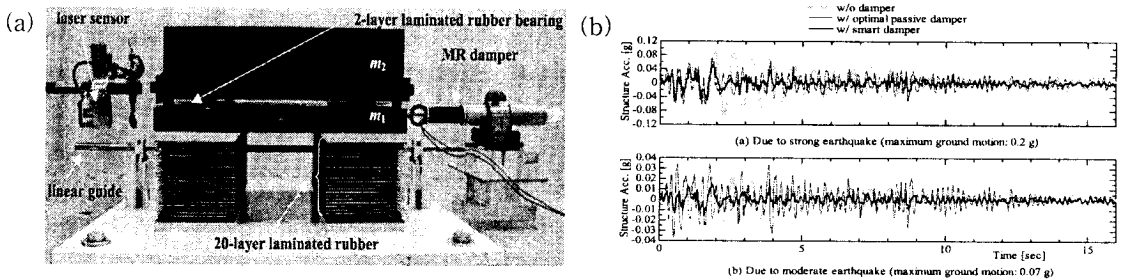 (a)
laser sensor
2-layer laminated rubber bearing
MR damper
m2
m1
linear guide
20-layer laminated rubber
(b)
w/o damper
w/ optimal passive damper
w/ smart damper
Structure Acc. [g]
0.12
0.08
0.04
0
-0.04
-0.08
-0.12
(a) Due to strong earthquake (maximum ground motion: 0.2 g)
Structure Acc. [g]
0.04
0.03
0.02
0.01
0
-0.01
-0.02
-0.03
-0.04
0 5 10 15
Time [sec]
(b) Due to moderate earthquake (maximum ground motion: 0.07 g)